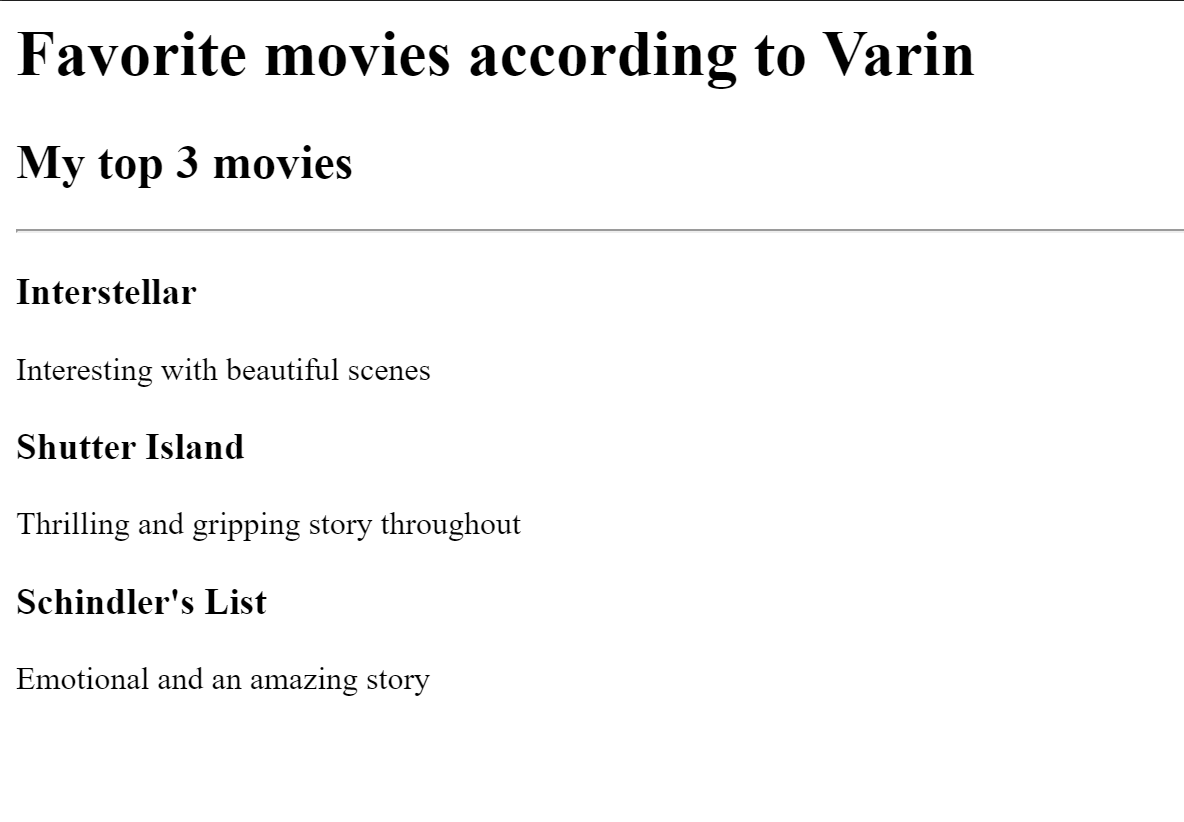 Favorite movies according to Varin
My top 3 movies
Interstellar
Interesting with beautiful scenes
Shutter Island
Thrilling and gripping story throughout
Schindler's List
Emotional and an amazing story